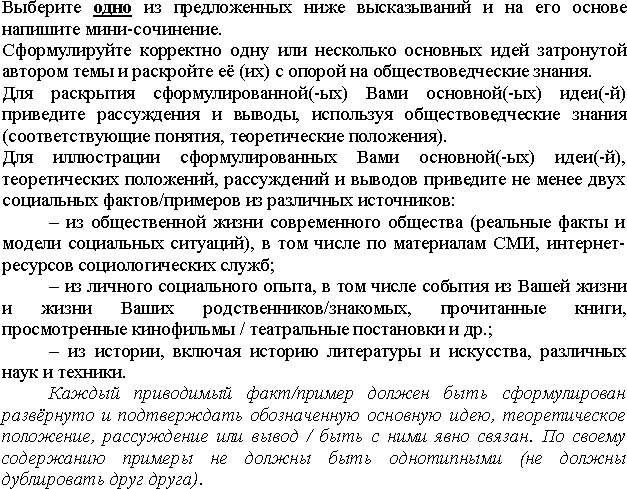 Выберите одно из предложенных ниже высказываний и на его основе
напишите мини-сочинение.
Сформулируйте корректно одну или несколько основных идей затронутой
автором темы и раскройте её (их) с опорой на обществоведческие знания.
Для раскрытия сформулированной(-ых) Вами основной(-ых) идеи(-й)
приведите рассуждения и выводы, используя обществоведческие знания
(соответствующие понятия, теоретические положения).
Для иллюстрации сформулированных Вами основной(-ых) идеи(-й),
теоретических положений, рассуждений и выводов приведите не менее двух
социальных фактов/примеров из различных источников:
– из общественной жизни современного общества (реальные факты и
модели социальных ситуаций), в том числе по материалам СМИ, интернет-
ресурсов социологических служб;
– из личного социального опыта, в том числе события из Вашей жизни
и жизни Ваших родственников/знакомых, прочитанные книги,
просмотренные кинофильмы / театральные постановки и др.;
– из истории, включая историю литературы и искусства, различных
наук и техники.
Каждый приводимый факт/пример должен быть сформулирован
развёрнуто и подтверждать обозначенную основную идею, теоретическое
положение, рассуждение или вывод / быть с ними явно связан. По своему
содержанию примеры не должны быть однотипными (не должны
дублировать друг друга).